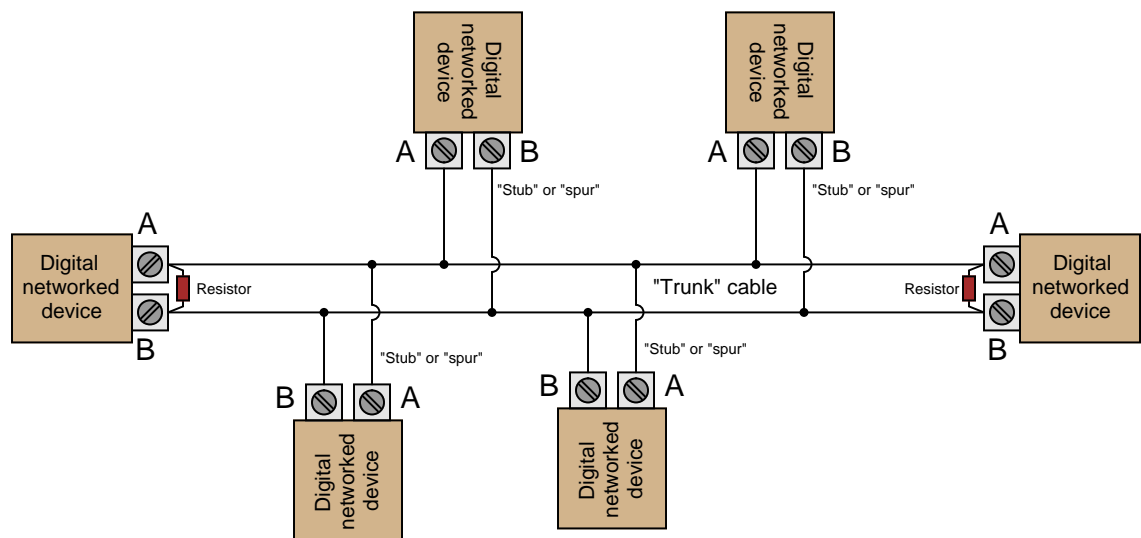 Digital
networked
device
Digital
networked
device
A
B
A
B
"Stub" or "spur"
"Stub" or "spur"
A
A
Digital
networked
device
Resistor
"Trunk" cable
Resistor
Digital
networked
device
B
B
"Stub" or "spur"
"Stub" or "spur"
B
A
B
A
Digital
networked
device
Digital
networked
device